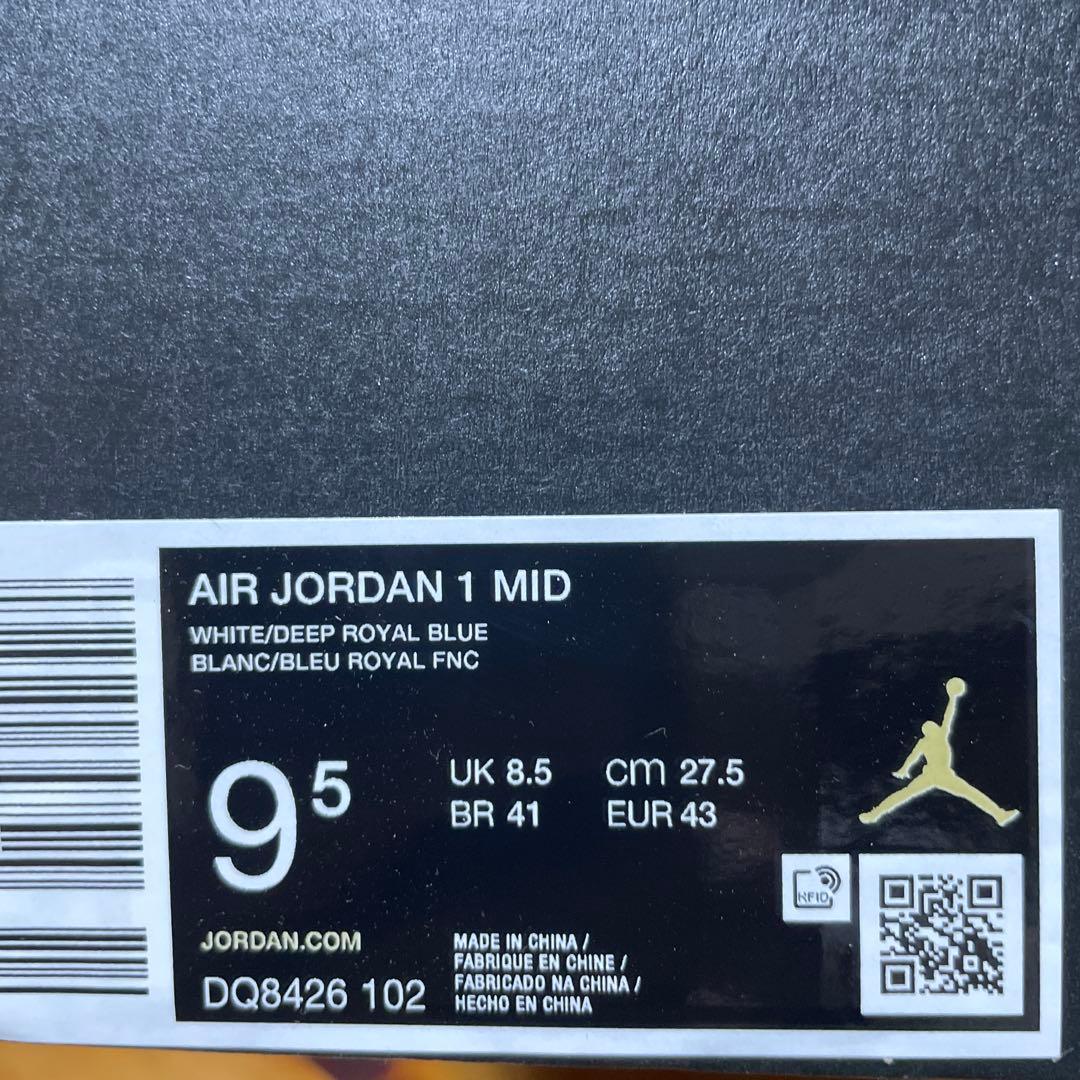 AIR JORDAN 1 MID
WHITE/DEEP ROYAL BLUE
BLANC/BLEU ROYAL FNC
9 5
UK 8.5 cm 27.5
BR 41 EUR 43
RFID
JORDAN.COM
DQ8426 102
MADE IN CHINA /
FABRIQUE EN CHINE /
FABRICADO NA CHINA /
HECHO EN CHINA